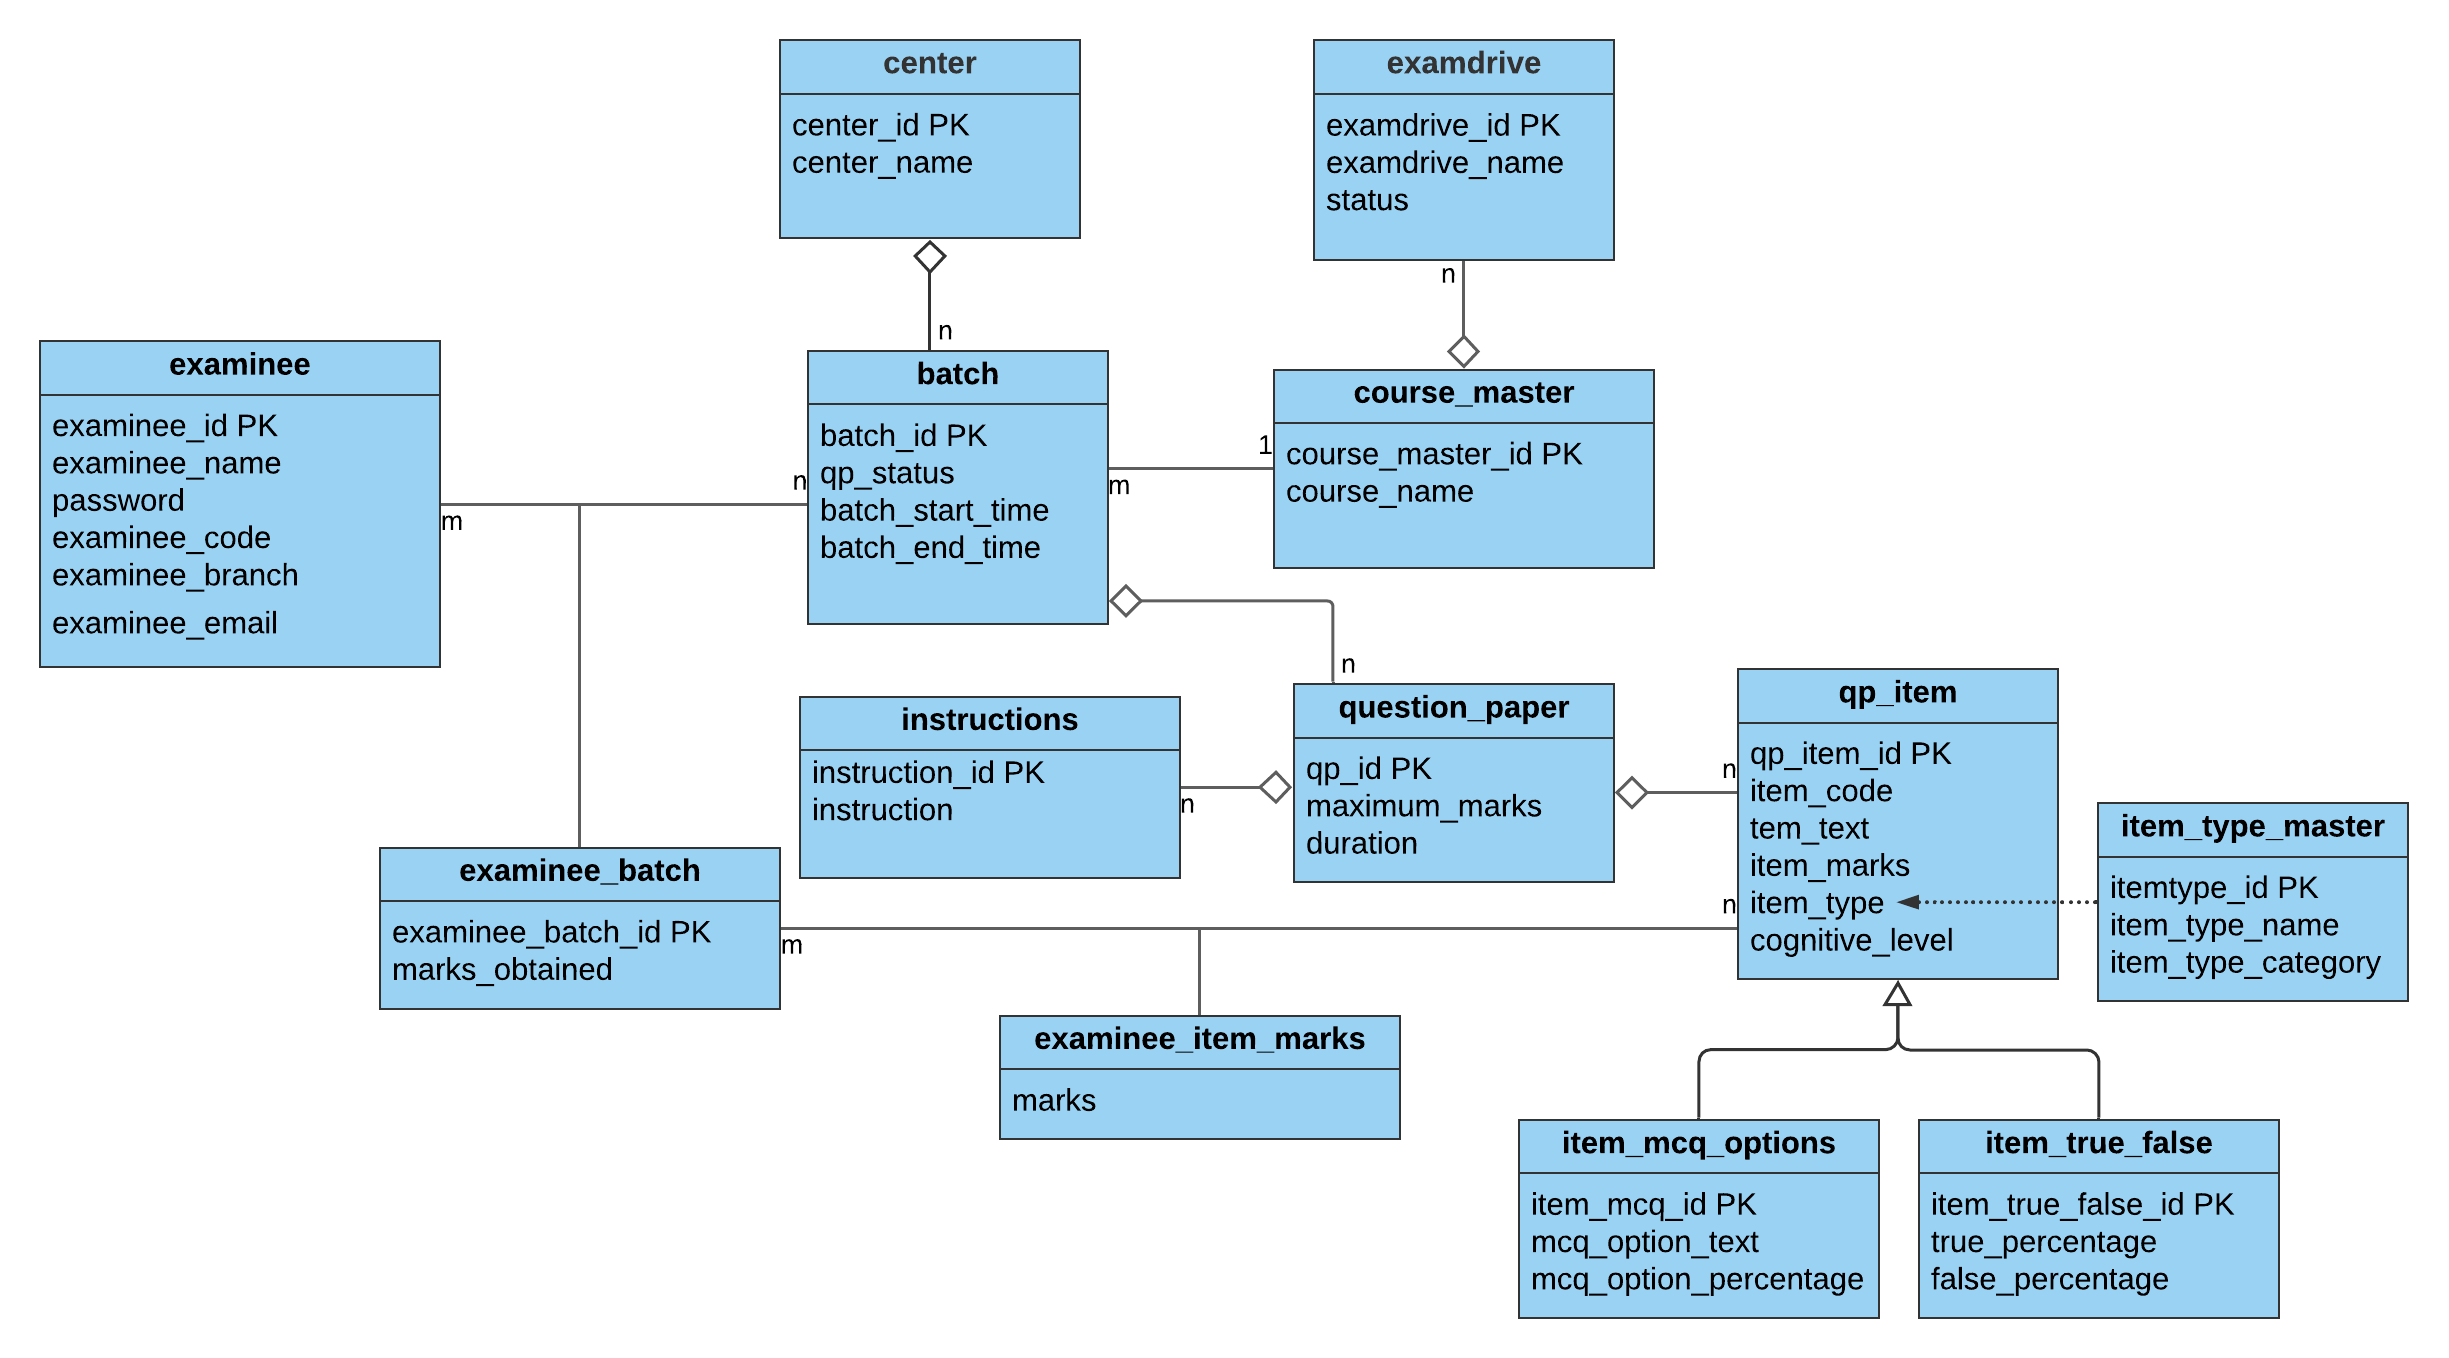 center
center_id PK
center_name
examdrive
examdrive_id PK
examdrive_name
status
n
n
examinee
examinee_id PK
examinee_name
password
examinee_code
examinee_branch
examinee_email
m
n
batch
batch_id PK
qp_status
batch_start_time
batch_end_time
m
1
course_master
course_master_id PK
course_name
n
instructions
instruction_id PK
instruction
n
question_paper
qp_id PK
maximum_marks
duration
n
qp_item
qp_item_id PK
item_code
tem_text
item_marks
item_type
cognitive_level
item_type_master
itemtype_id PK
item_type_name
item_type_category
examinee_batch
examinee_batch_id PK
marks_obtained
m
n
examinee_item_marks
marks
item_mcq_options
item_mcq_id PK
mcq_option_text
mcq_option_percentage
item_true_false
item_true_false_id PK
true_percentage
false_percentage